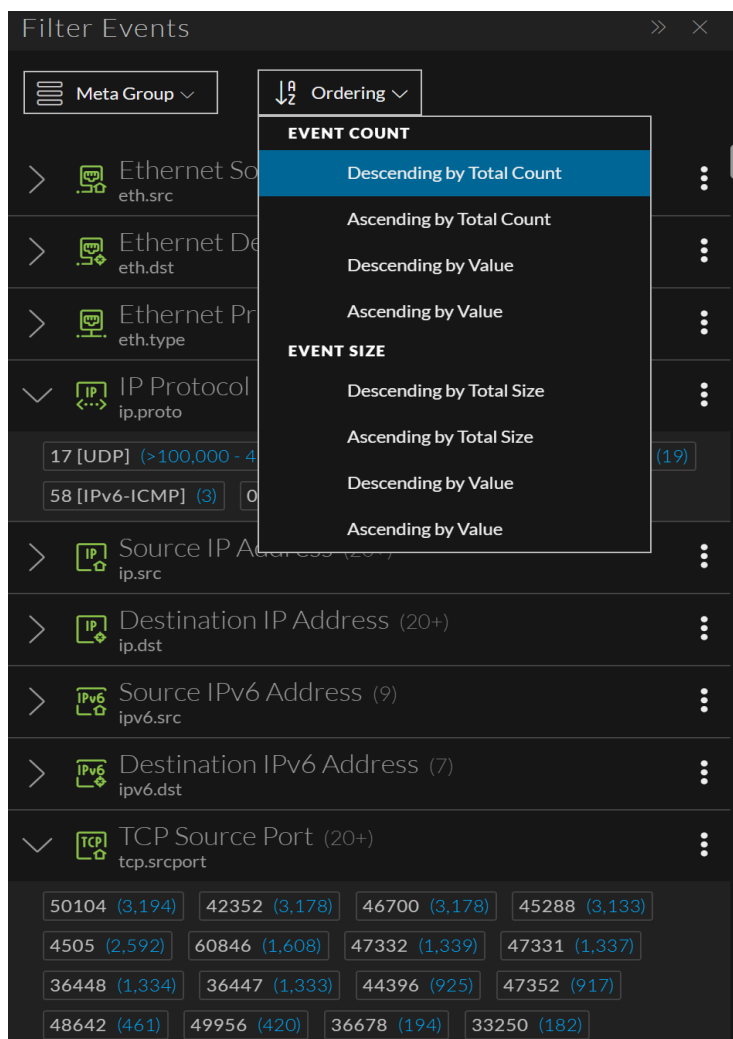 Filter Events
Meta Group
Ordering
EVENT COUNT
Descending by Total Count
Ascending by Total Count
Descending by Value
Ascending by Value
EVENT SIZE
Descending by Total Size
Ascending by Total Size
Descending by Value
Ascending by Value
Ethernet So
eth.src
Ethernet De
eth.dst
Ethernet Pr
eth.type
IP IP Protocol
ip.proto
17 [UDP] (>100,000 - 4 (19)
58 [IPv6-ICMP] (3) 0
IP Source IP Address (20+)
ip.src
IP Destination IP Address (20+)
ip.dst
IPv6 Source IPv6 Address (9)
ipv6.src
IPv6 Destination IPv6 Address (7)
ipv6.dst
TCP TCP Source Port (20+)
tcp.srcport
50104 (3,194) 42352 (3,178) 46700 (3,178) 45288 (3,133)
4505 (2,592) 60846 (1,608) 47332 (1,339) 47331 (1,337)
36448 (1,334) 36447 (1,333) 44396 (925) 47352 (917)
48642 (461) 49956 (420) 36678 (194) 33250 (182)